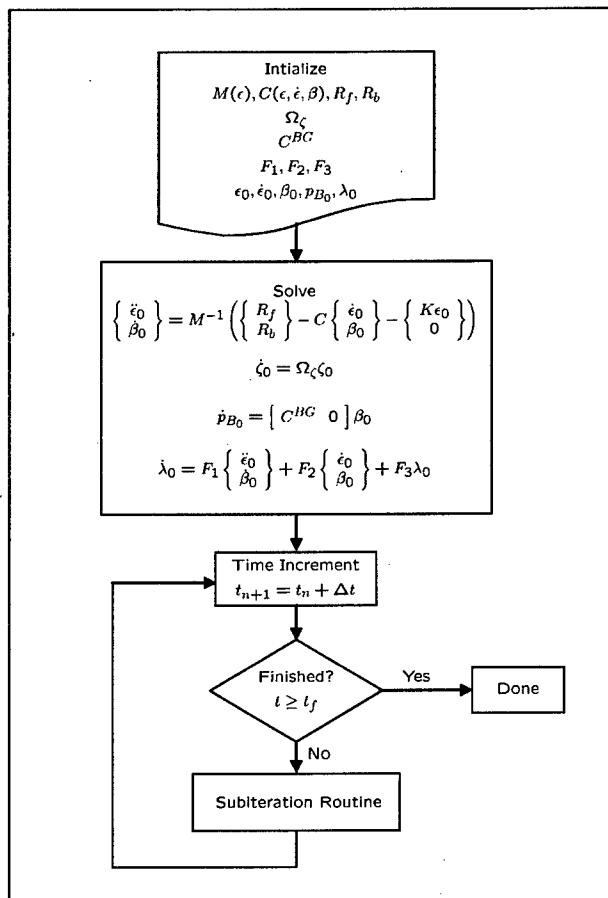 Intialize
M(ϵ), C(ϵ, ϵ̇, β), R_f, R_b
Ω_ζ
C^{BG}
F_1, F_2, F_3
ϵ_0, ϵ̇_0, β_0, p_{B_0}, λ_0
Solve
{ ϵ̈_0 β̇_0 } = M^{-1} ( { R_f R_b } − C { ϵ̇_0 β_0 } − { Kϵ_0 0 } )
ζ̇_0 = Ω_ζ ζ_0
ṗ_{B_0} = [ C^{BG} 0 ] β_0
λ̇_0 = F_1 { ϵ̈_0 β̇_0 } + F_2 { ϵ̇_0 β_0 } + F_3 λ_0
Time Increment
t_{n+1} = t_n + Δt
Finished?
t ≥ t_f
Yes
Done
No
Subiteration Routine